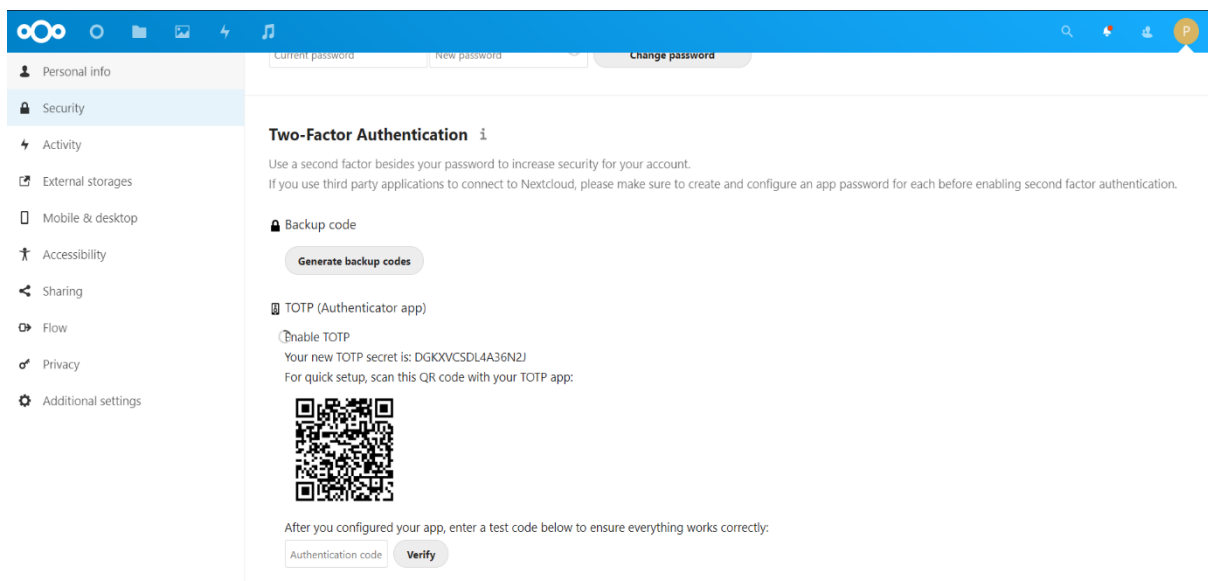 P
Personal info
Security
Activity
External storages
Mobile & desktop
Accessibility
Sharing
Flow
Privacy
Additional settings
Current password New password Change password
Two-Factor Authentication i
Use a second factor besides your password to increase security for your account.
If you use third party applications to connect to Nextcloud, please make sure to create and configure an app password for each before enabling second factor authentication.
Backup code
Generate backup codes
TOTP (Authenticator app)
Enable TOTP
Your new TOTP secret is: DGKXVCSDL4A36N2J
For quick setup, scan this QR code with your TOTP app:
After you configured your app, enter a test code below to ensure everything works correctly:
Authentication code Verify